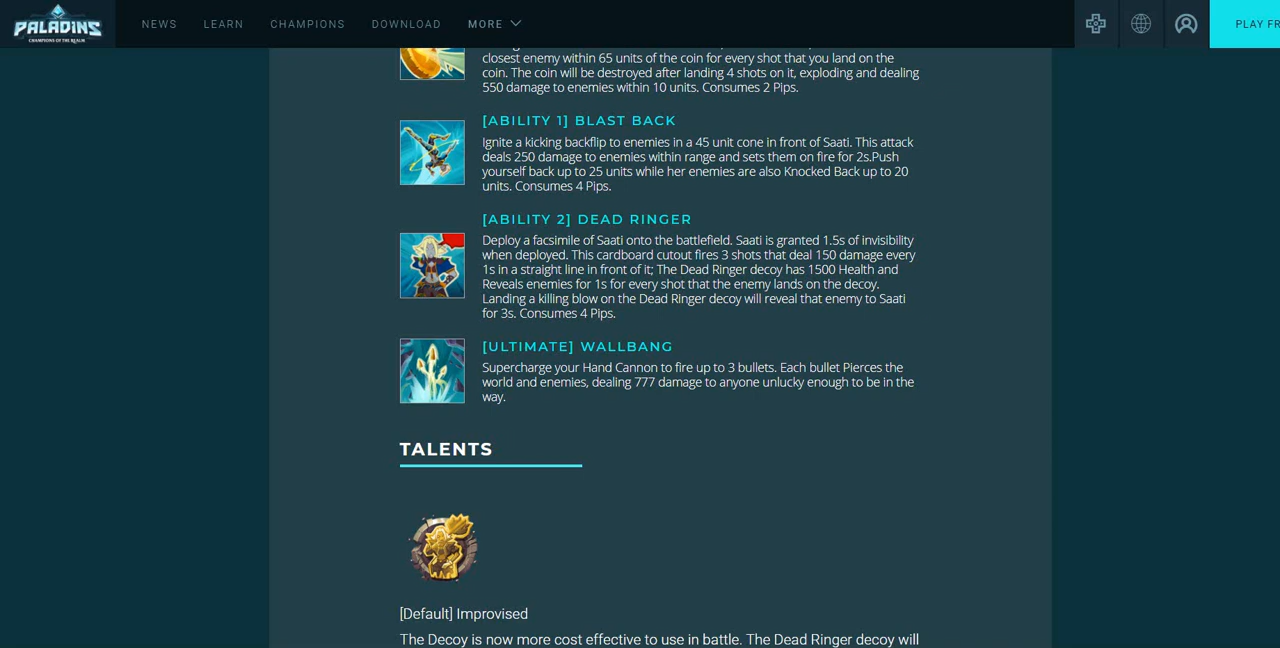 PALADINS
CHAMPIONS OF THE REALM
NEWS
LEARN
CHAMPIONS
DOWNLOAD
MORE
PLAY FR
closest enemy within 65 units of the coin for every shot that you land on the
coin. The coin will be destroyed after landing 4 shots on it, exploding and dealing
550 damage to enemies within 10 units. Consumes 2 Pips.
[ABILITY 1] BLAST BACK
Ignite a kicking backflip to enemies in a 45 unit cone in front of Saati. This attack
deals 250 damage to enemies within range and sets them on fire for 2s.Push
yourself back up to 25 units while her enemies are also Knocked Back up to 20
units. Consumes 4 Pips.
[ABILITY 2] DEAD RINGER
Deploy a facsimile of Saati onto the battlefield. Saati is granted 1.5s of invisibility
when deployed. This cardboard cutout fires 3 shots that deal 150 damage every
1s in a straight line in front of it; The Dead Ringer decoy has 1500 Health and
Reveals enemies for 1s for every shot that the enemy lands on the decoy.
Landing a killing blow on the Dead Ringer decoy will reveal that enemy to Saati
for 3s. Consumes 4 Pips.
[ULTIMATE] WALLBANG
Supercharge your Hand Cannon to fire up to 3 bullets. Each bullet Pierces the
world and enemies, dealing 777 damage to anyone unlucky enough to be in the
way.
TALENTS
[Default] Improvised
The Decoy is now more cost effective to use in battle. The Dead Ringer decoy will